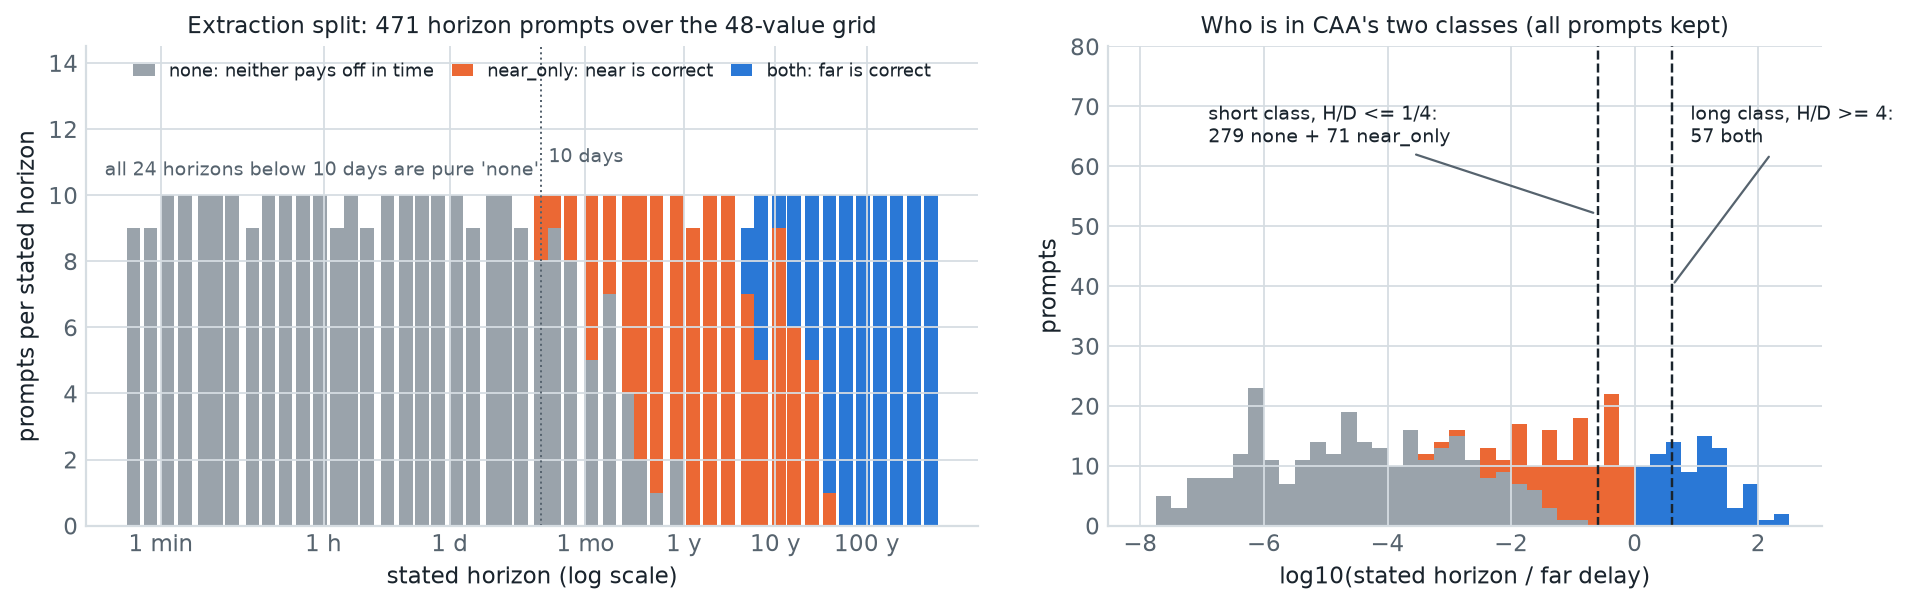 Extraction split: 471 horizon prompts over the 48-value grid
none: neither pays off in time
near_only: near is correct
both: far is correct
all 24 horizons below 10 days are pure 'none'
10 days
prompts per stated horizon
14
12
10
8
6
4
2
0
1 min
1 h
1 d
1 mo
1 y
10 y
100 y
stated horizon (log scale)
Who is in CAA's two classes (all prompts kept)
short class, H/D <= 1/4:
279 none + 71 near_only
long class, H/D >= 4:
57 both
prompts
80
70
60
50
40
30
20
10
0
−8
−6
−4
−2
0
2
log10(stated horizon / far delay)